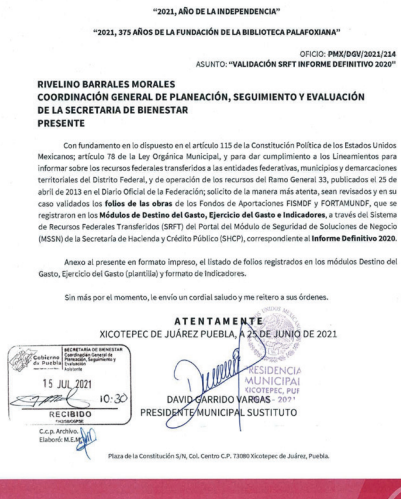 "2021, AÑO DE LA INDEPENDENCIA"
"2021, 375 AÑOS DE LA FUNDACIÓN DE LA BIBLIOTECA PALAFOXIANA"
OFICIO: PMX/DGV/2021/214
ASUNTO: "VALIDACIÓN SRFT INFORME DEFINITIVO 2020"
RIVELINO BARRALES MORALES
COORDINACIÓN GENERAL DE PLANEACIÓN, SEGUIMIENTO Y EVALUACIÓN
DE LA SECRETARIA DE BIENESTAR
PRESENTE
Con fundamento en lo dispuesto en el artículo 115 de la Constitución Política de los Estados Unidos
Mexicanos; artículo 78 de la Ley Orgánica Municipal, y para dar cumplimiento a los Lineamientos para
informar sobre los recursos federales transferidos a las entidades federativas, municipios y demarcaciones
territoriales del Distrito Federal, y de operación de los recursos del Ramo General 33, publicados el 25 de
abril de 2013 en el Diario Oficial de la Federación; solicito de la manera más atenta, sean revisados y en su
caso validados los folios de las obras de los Fondos de Aportaciones FISMDF y FORTAMUNDF, que se
registraron en los Módulos de Destino del Gasto, Ejercicio del Gasto e Indicadores, a través del Sistema de
Recursos Federales Transferidos (SRFT) del Portal del Módulo de Seguridad de Soluciones de Negocio
(MSSN) de la Secretaría de Hacienda y Crédito Público (SHCP), correspondiente al Informe Definitivo 2020.
Anexo al presente en formato impreso, el listado de folios registrados en los módulos Destino del
Gasto, Ejercicio del Gasto (plantilla) y formato de Indicadores.
Sin más por el momento, le envío un cordial saludo y me reitero a sus órdenes.
ATENTAMENTE
XICOTEPEC DE JUÁREZ PUEBLA, A 25 DE JUNIO DE 2021
Gobierno
de Puebla
SECRETARÍA DE BIENESTAR
Coordinación General de
Planeación, Seguimiento y
Evaluación
15 JUL 2021
10:30
RECIBIDO
PRESIDENCIA
MUNICIPAL
XICOTEPEC, PUE
- 2021
DAVID GARRIDO VARGAS
PRESIDENTE MUNICIPAL SUSTITUTO
C.c.p. Archivo.
Elaboró: M.E.M
Plaza de la Constitución S/N, Col. Centro C.P. 73080 Xicotepec de Juárez, Puebla.